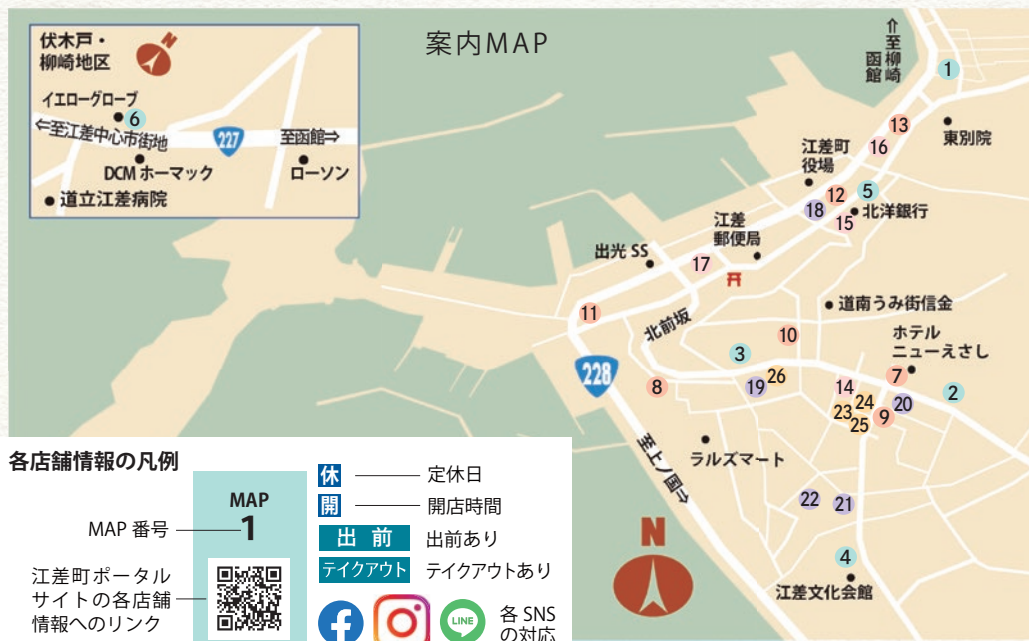 案内MAP
伏木戸・
柳崎地区
N
イエローグローブ
6
⇐至江差中心市街地
227
至函館⇒
DCM ホーマック
ローソン
道立江差病院
⇐至柳崎
函館
1
13
東別院
16
江差町
役場
12
5
18
北洋銀行
15
江差
郵便局
出光 SS
17
11
道南うみ街信金
北前坂
10
ホテル
ニューえさし
3
228
26
7
8
19
14
2
24
20
23
9
25
ラルズマート
至上ノ国⇒
22
21
N
4
江差文化会館
各店舗情報の凡例
MAP
1
MAP 番号
江差町ポータル
サイトの各店舗
情報へのリンク
休 定休日
開 開店時間
出 前 出前あり
テイクアウト テイクアウトあり
LINE
各 SNS
の対応